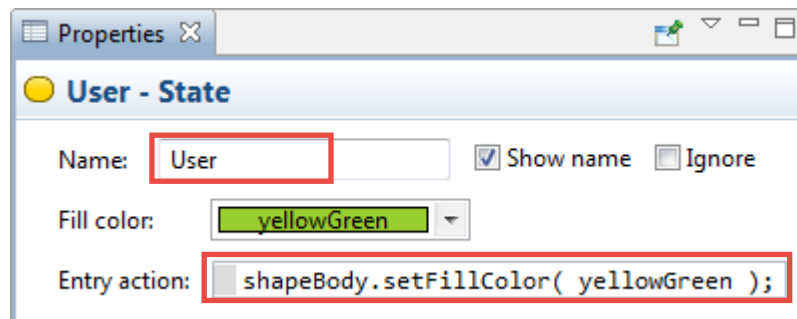 Properties
User - State
Name: User Show name Ignore
Fill color: yellowGreen
Entry action: shapeBody.setFillColor( yellowGreen );